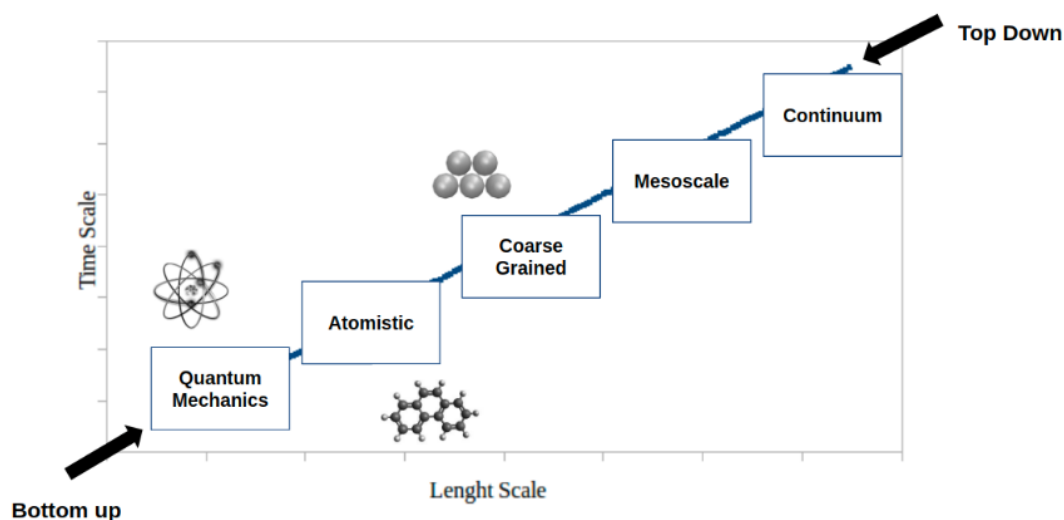 Top Down
Continuum
Mesoscale
Coarse
Grained
Time Scale
Atomistic
Quantum
Mechanics
Lenght Scale
Bottom up